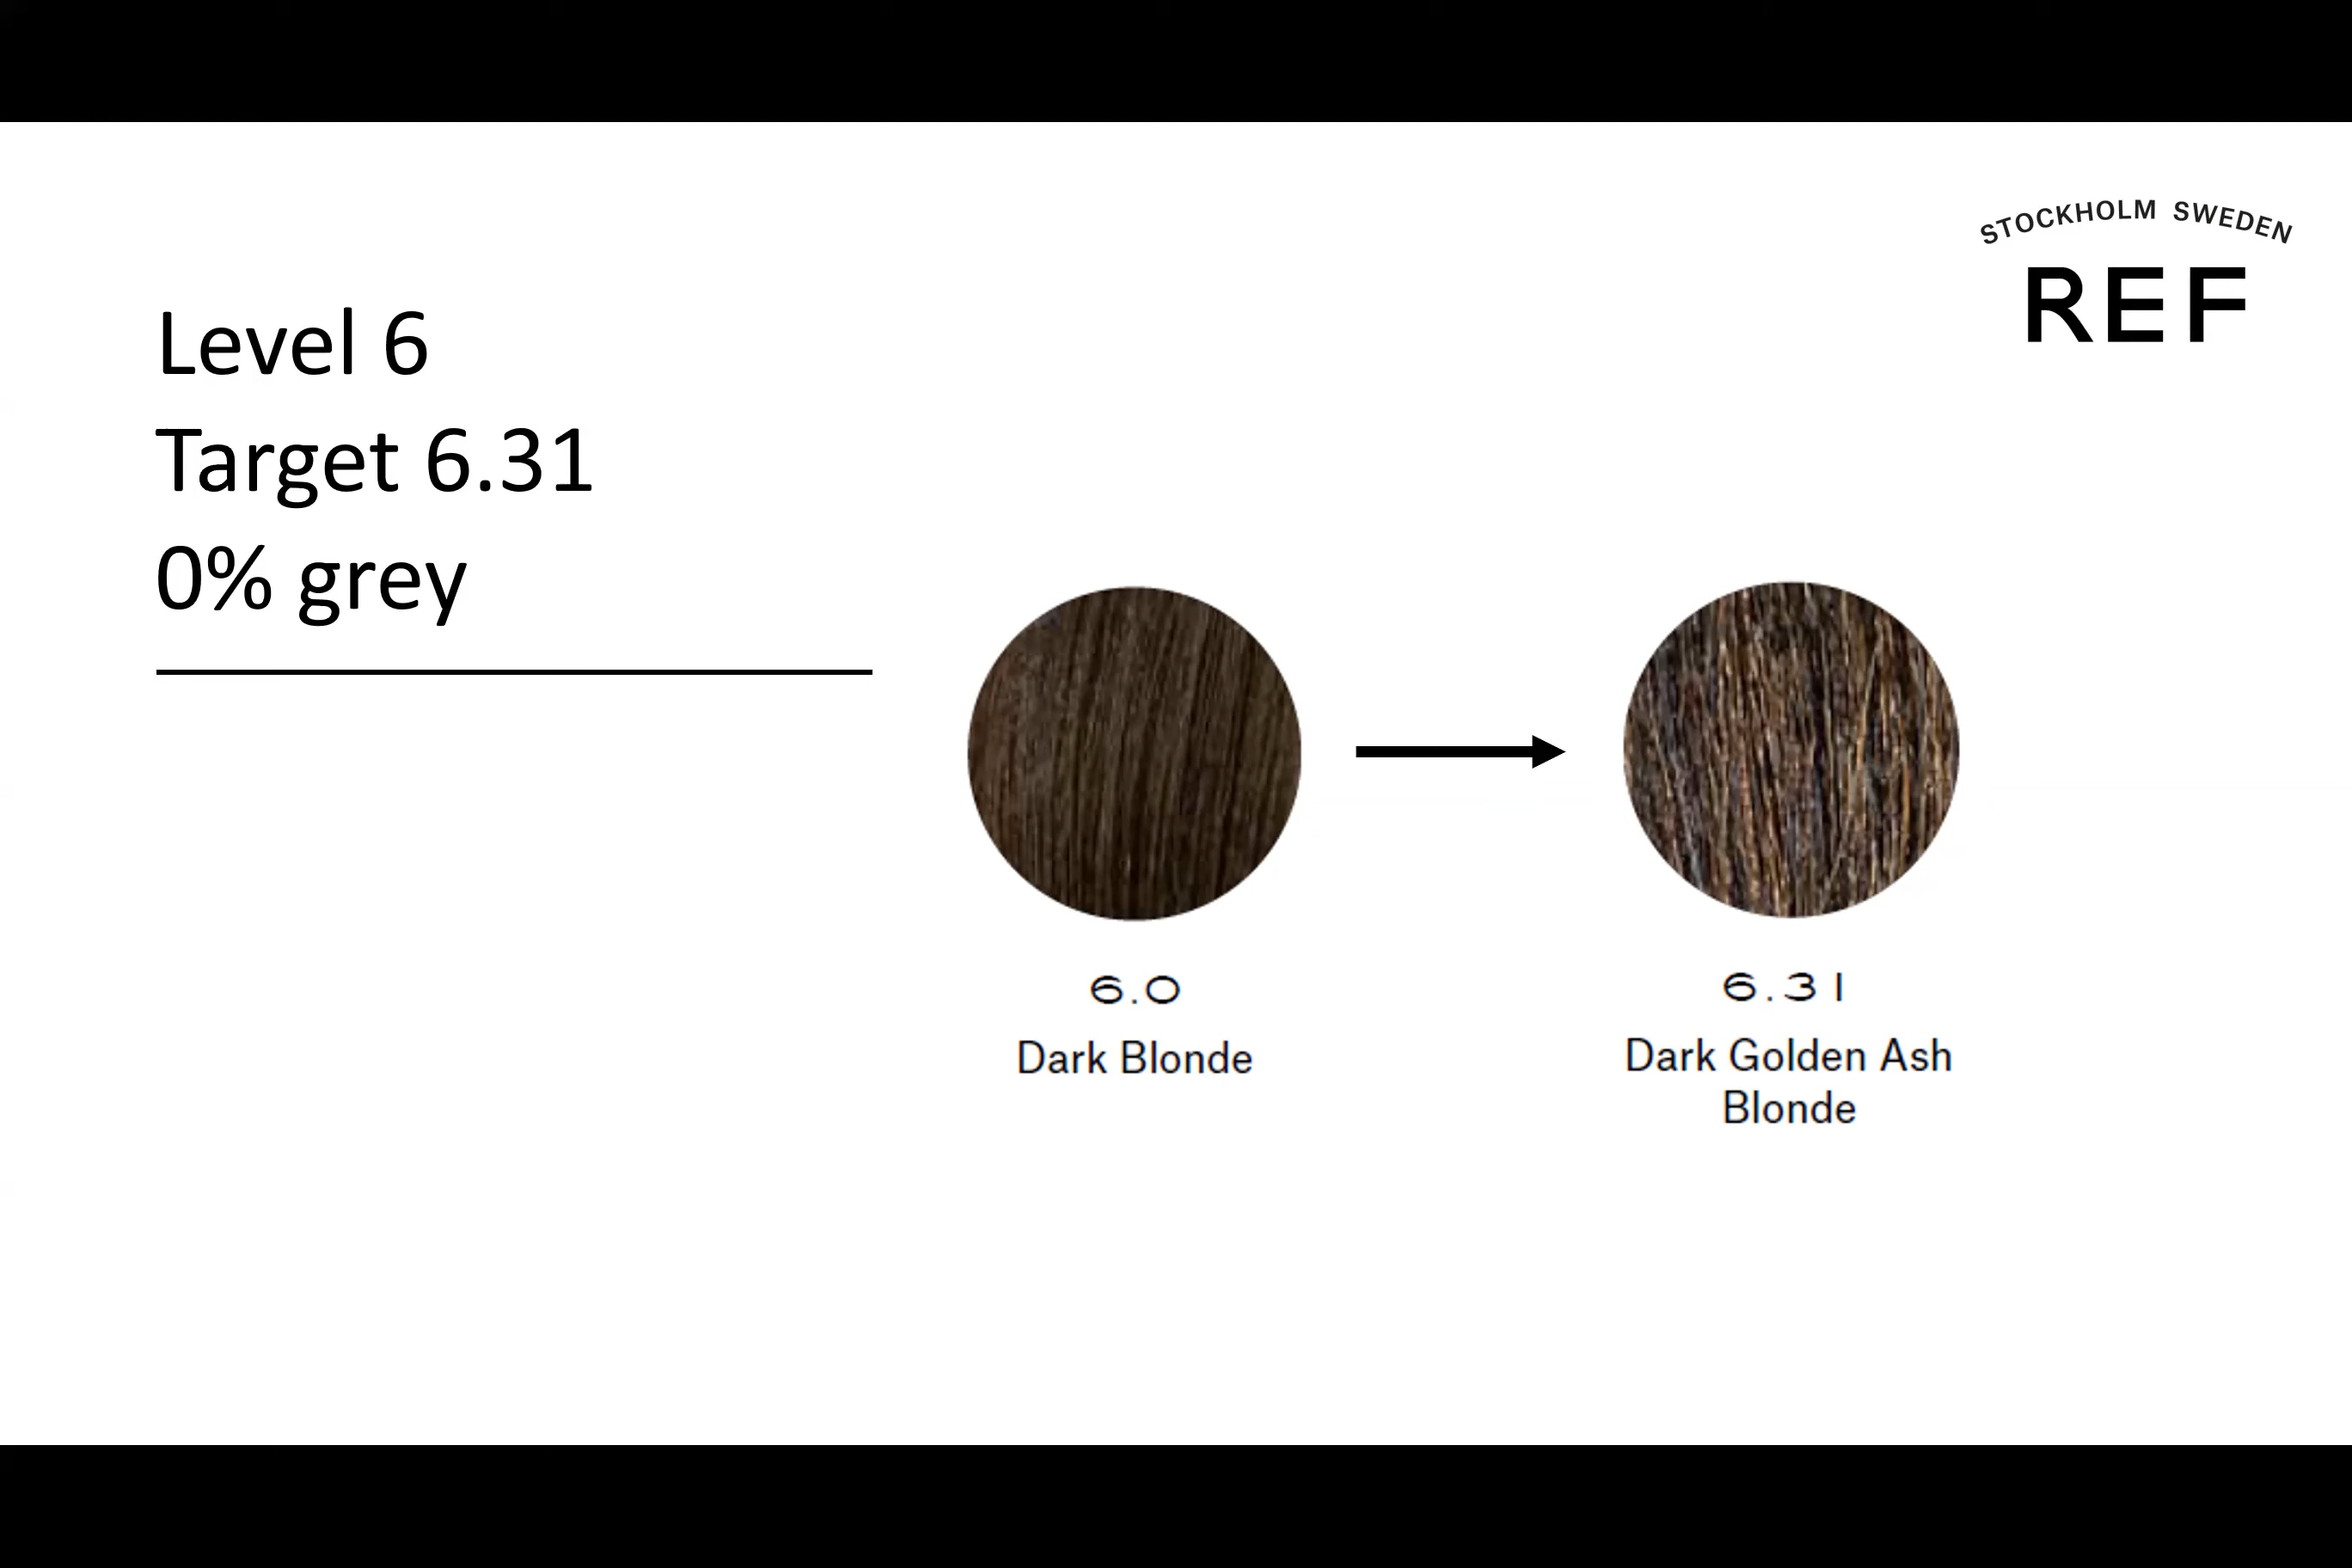 STOCKHOLM SWEDEN
REF
Level 6
Target 6.31
0% grey
6.0
Dark Blonde
6.31
Dark Golden Ash
Blonde